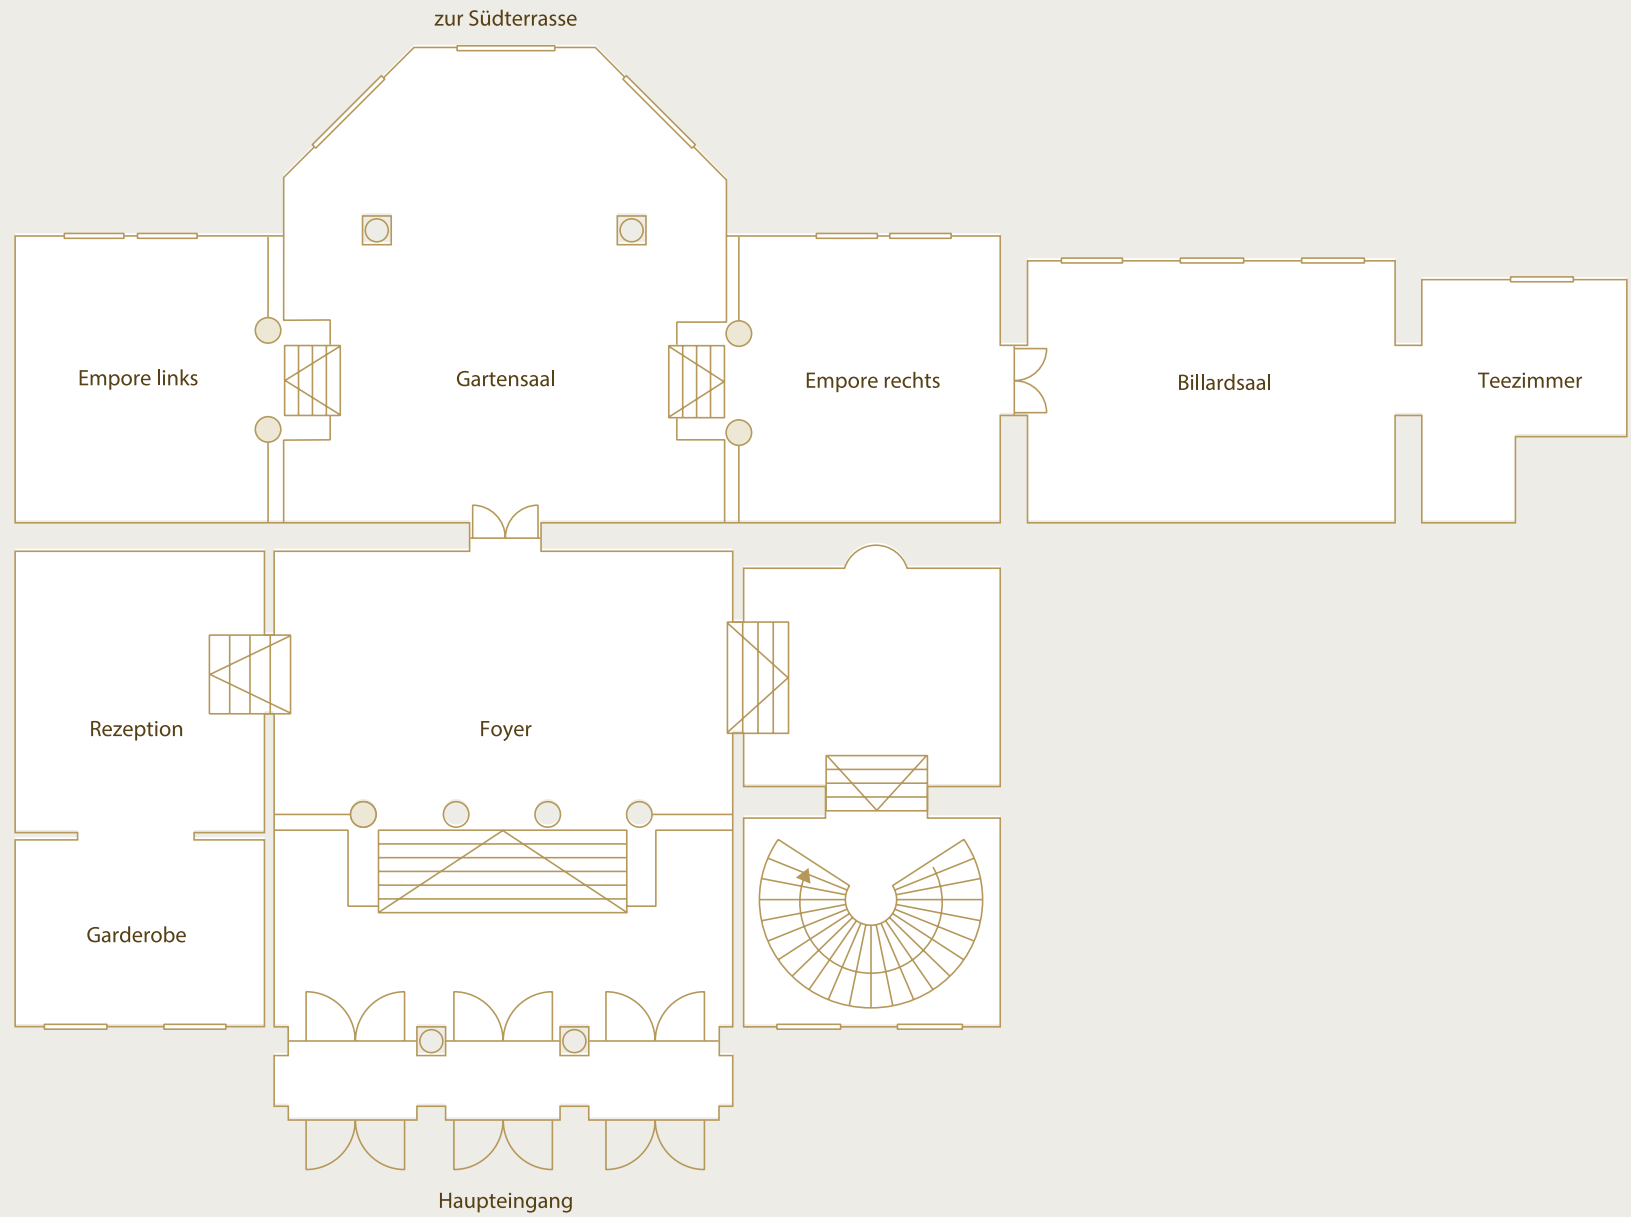 zur Südterrasse
Empore links
Gartensaal
Empore rechts
Billardsaal
Teezimmer
Rezeption
Foyer
Garderobe
Haupteingang